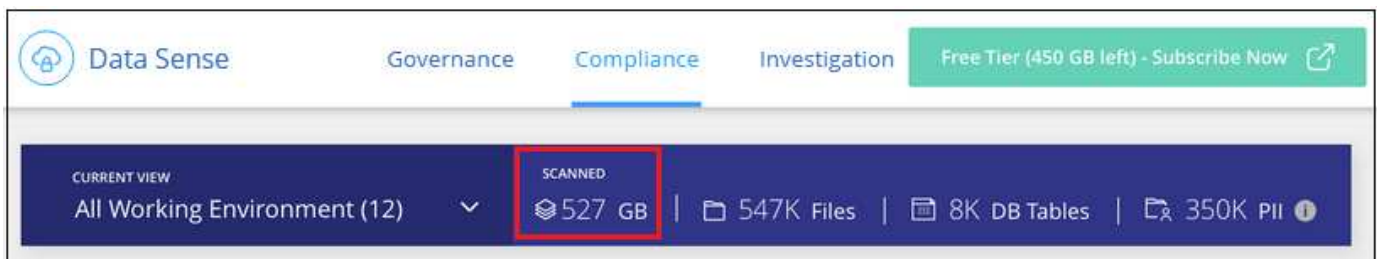 Data Sense Governance Compliance Investigation Free Tier (450 GB left) - Subscribe Now
CURRENT VIEW SCANNED
All Working Environment (12) 527 GB | 547K Files | 8K DB Tables | 350K PII